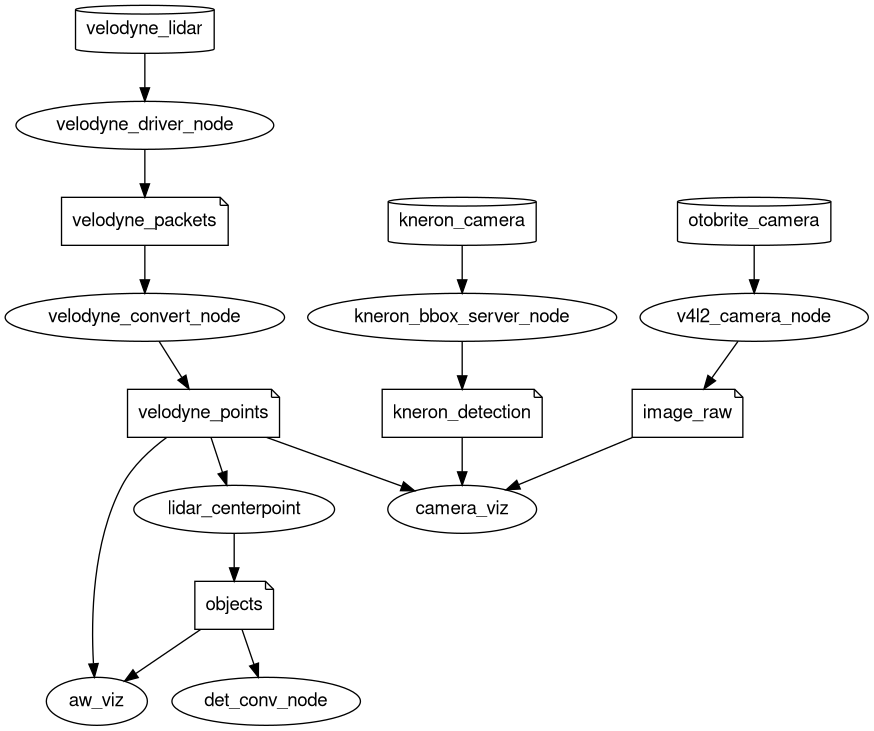 velodyne_lidar
velodyne_driver_node
velodyne_packets
kneron_camera
otobrite_camera
velodyne_convert_node
kneron_bbox_server_node
v4l2_camera_node
velodyne_points
kneron_detection
image_raw
lidar_centerpoint
camera_viz
objects
aw_viz
det_conv_node